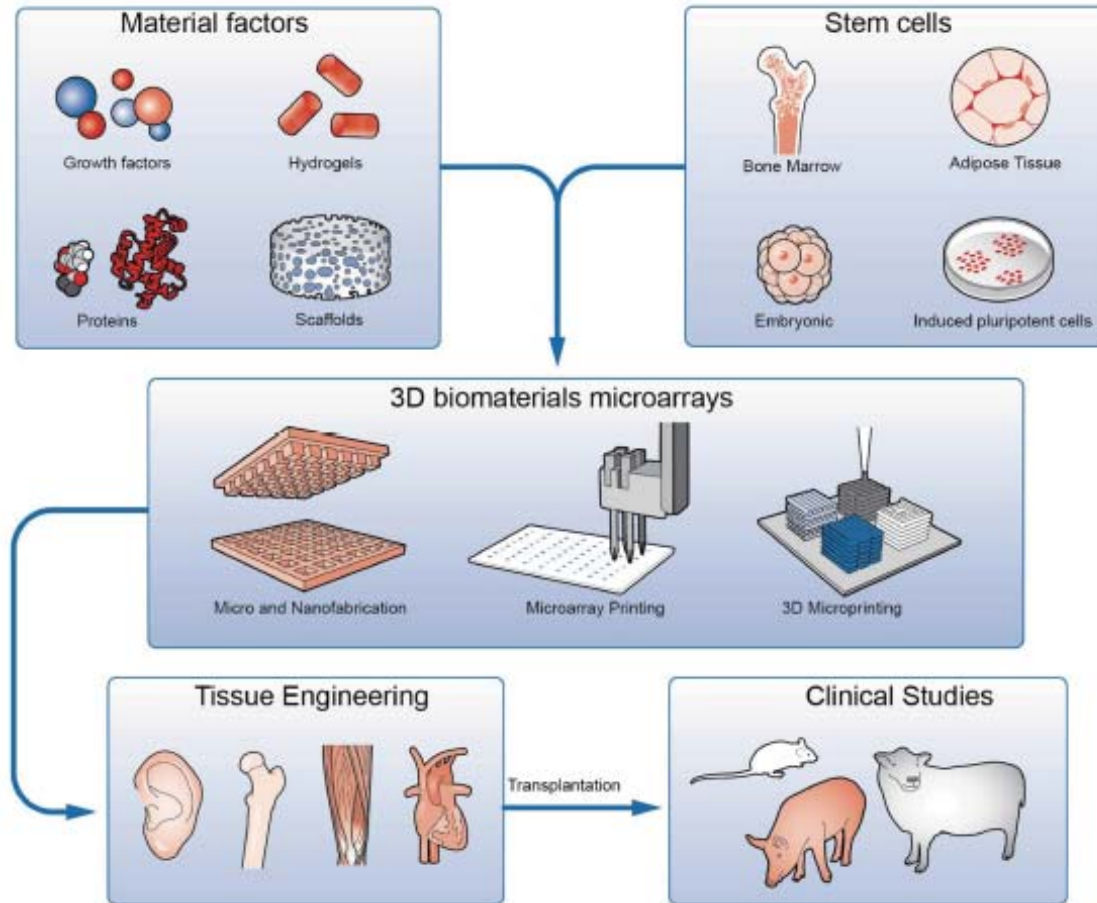 Material factors
Growth factors
Hydrogels
Proteins
Scaffolds
Stem cells
Bone Marrow
Adipose Tissue
Embryonic
Induced pluripotent cells
3D biomaterials microarrays
Micro and Nanofabrication
Microarray Printing
3D Microprinting
Tissue Engineering
Transplantation
Clinical Studies